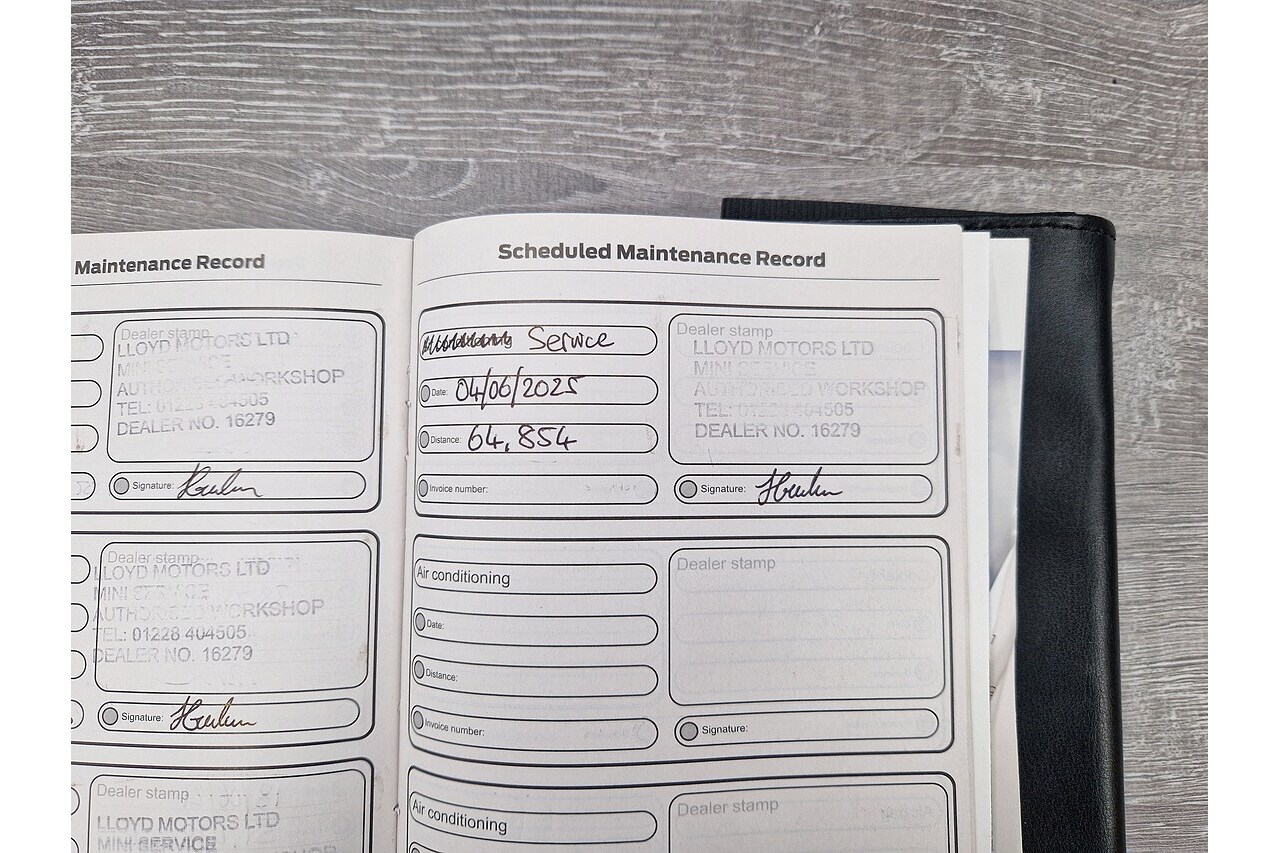 Maintenance Record
Dealer stamp
LLOYD MOTORS LTD
MINI SERVICE
AUTHORISED WORKSHOP
TEL: 01228 404505
DEALER NO. 16279
Signature:
Dealer stamp
LLOYD MOTORS LTD
MINI SERVICE
AUTHORISED WORKSHOP
TEL: 01228 404505
DEALER NO. 16279
Signature:
Dealer stamp
LLOYD MOTORS LTD
MINI SERVICE
Scheduled Maintenance Record
Service
Date: 04/06/2025
Distance: 64,854
Invoice number:
Dealer stamp
LLOYD MOTORS LTD
MINI SERVICE
AUTHORISED WORKSHOP
TEL: 01228 404505
DEALER NO. 16279
Signature:
Air conditioning
Date:
Distance:
Invoice number:
Dealer stamp
Signature:
Air conditioning
Dealer stamp